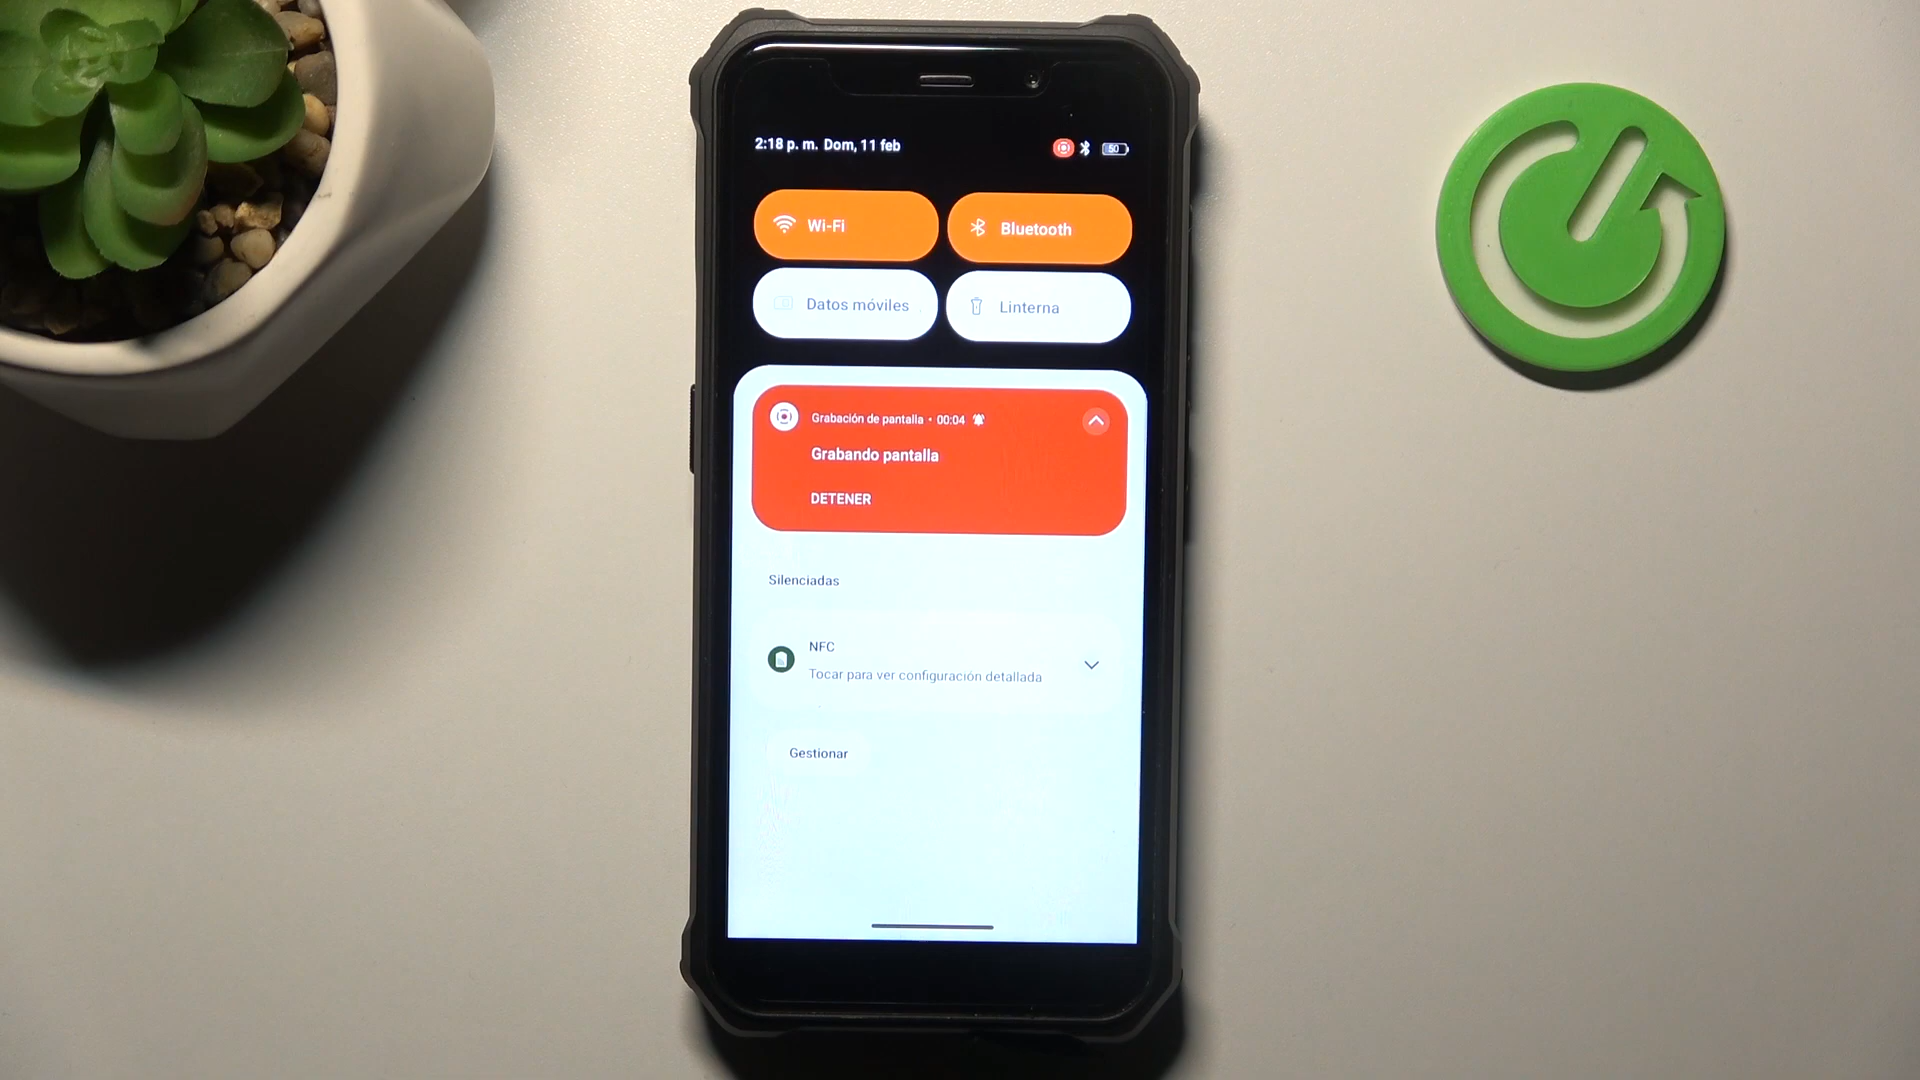 2:18 p. m. Dom, 11 feb
50
Wi-Fi
Bluetooth
Datos móviles
Linterna
Grabación de pantalla • 00:04
Grabando pantalla
DETENER
Silenciadas
NFC
Tocar para ver configuración detallada
Gestionar